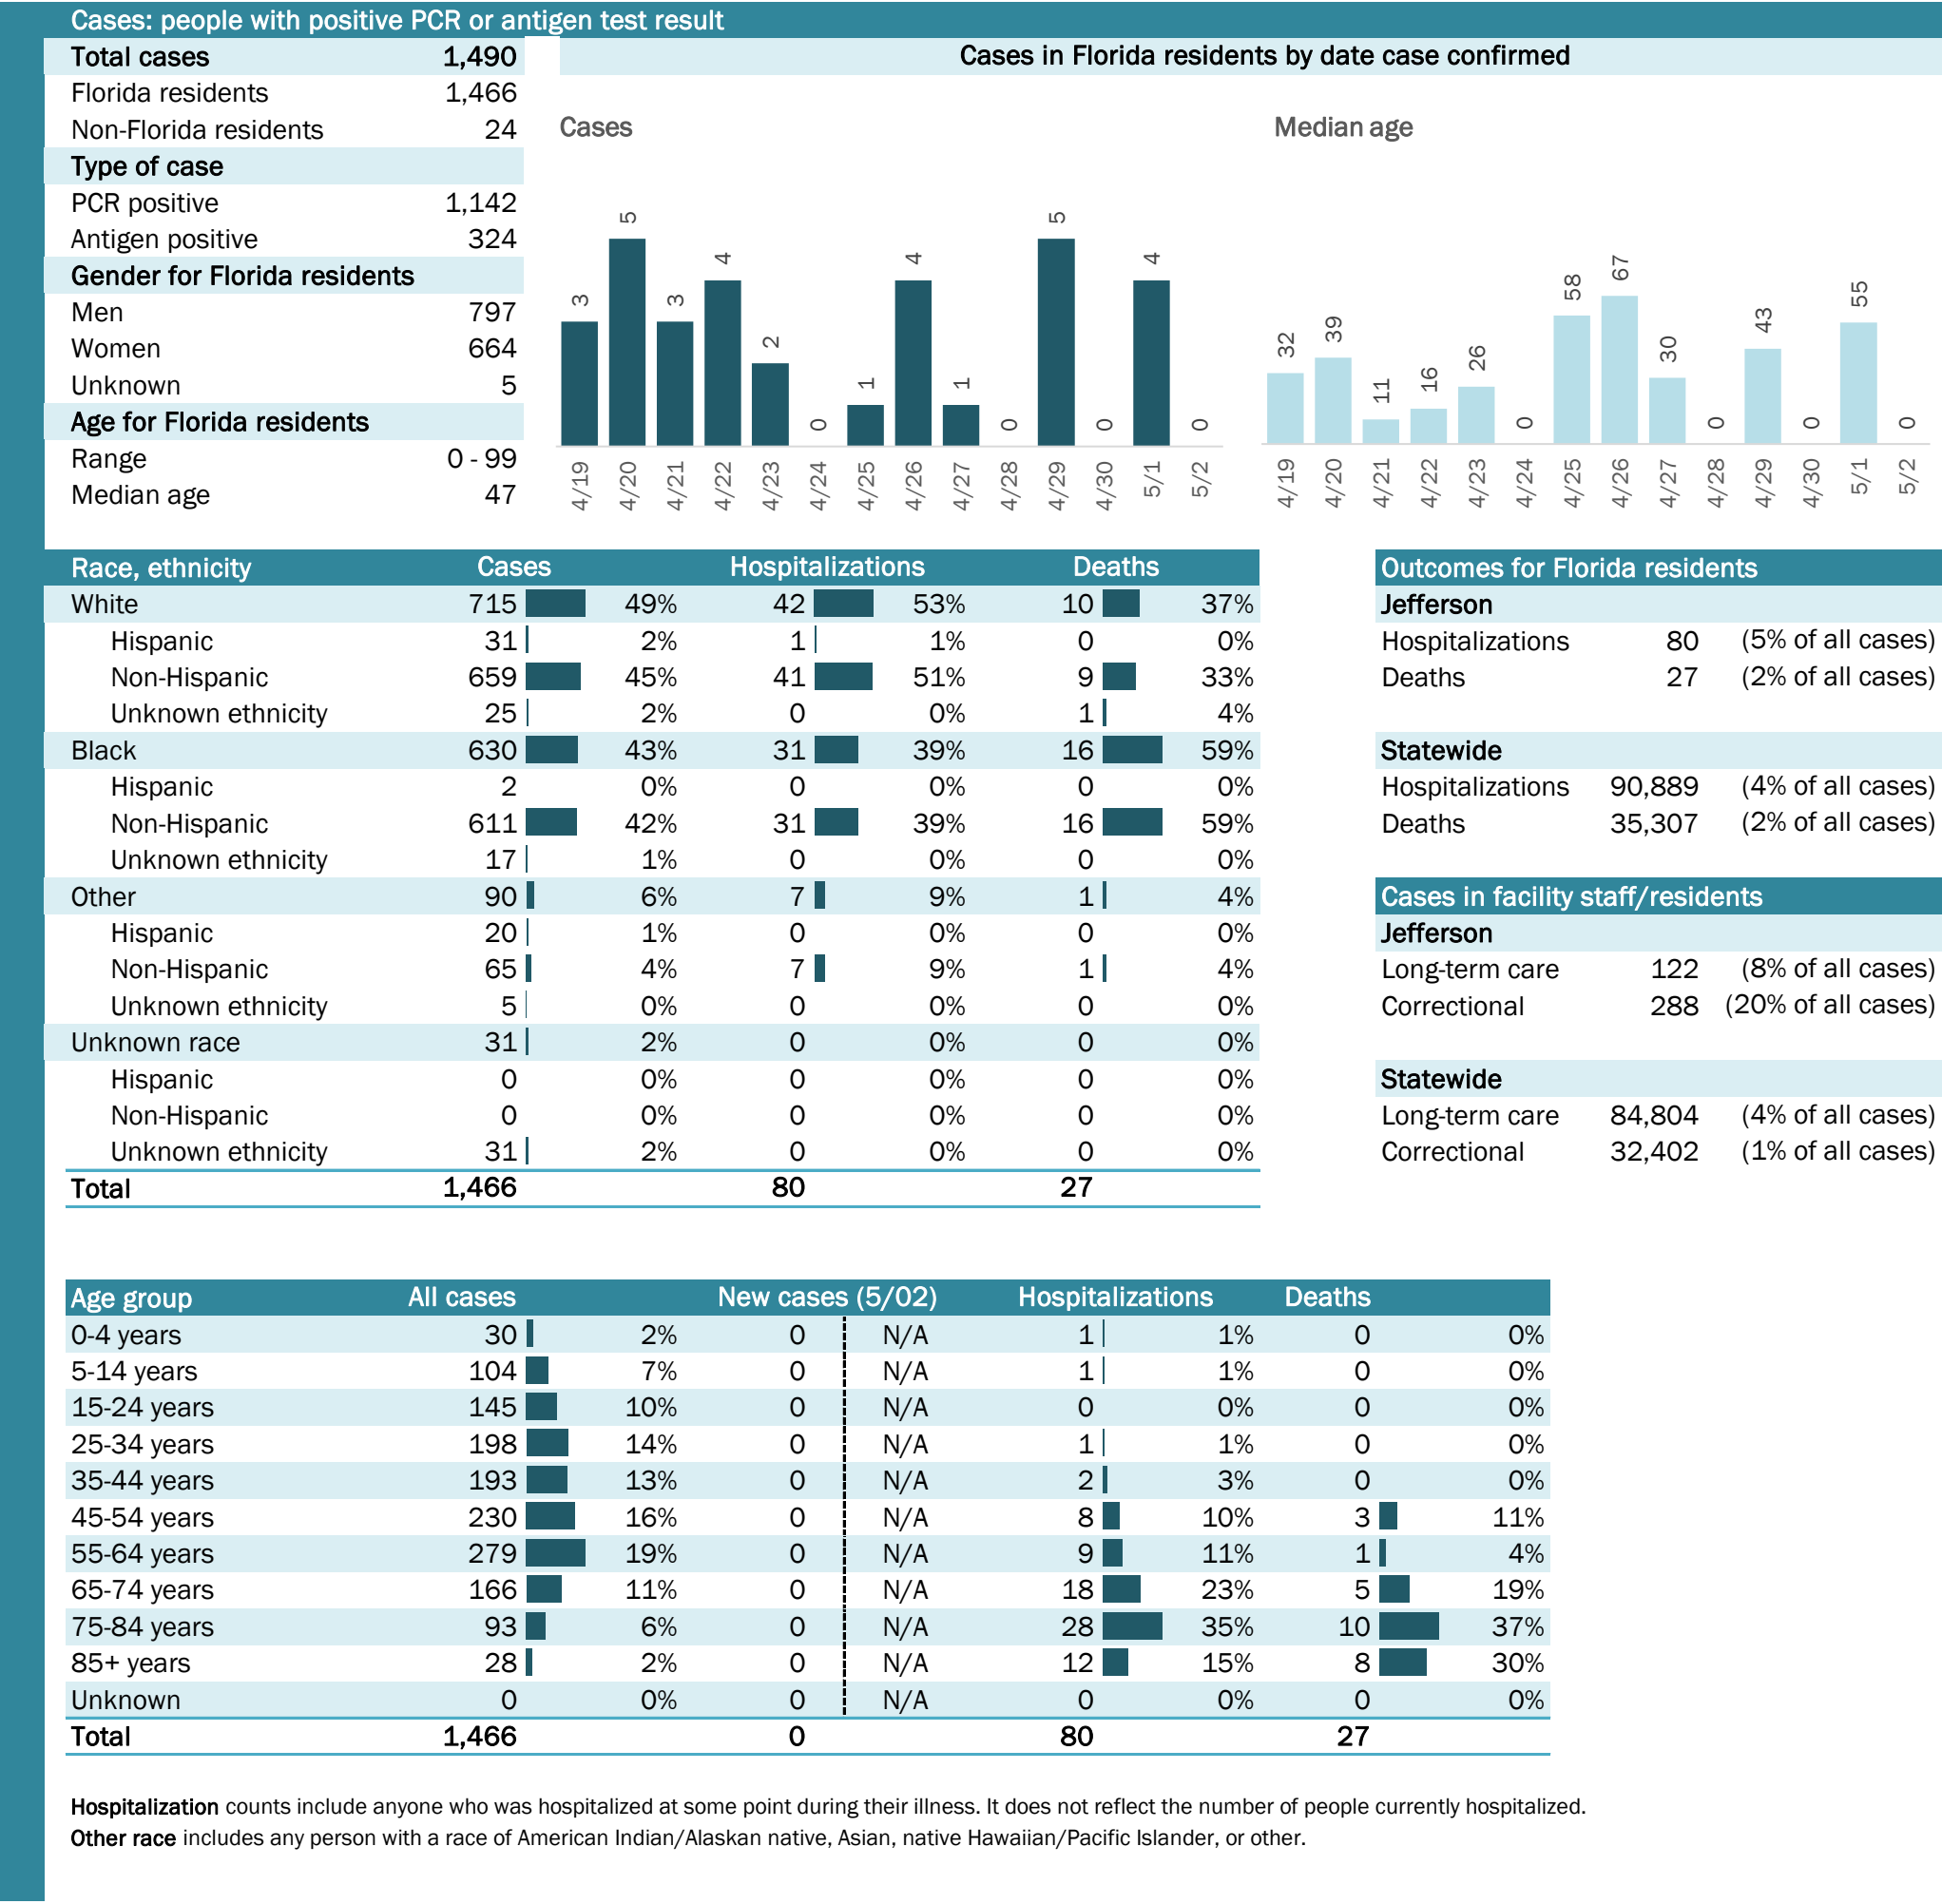 Cases: people with positive PCR or antigen test result
Total cases 1,490
Florida residents 1,466
Non-Florida residents 24
Type of case
PCR positive 1,142
Antigen positive 324
Gender for Florida residents
Men 797
Women 664
Unknown 5
Age for Florida residents
Range 0 - 99
Median age 47
Cases in Florida residents by date case confirmed
Cases
3 5 3 4 2 0 1 4 1 0 5 0 4 0
4/19 4/20 4/21 4/22 4/23 4/24 4/25 4/26 4/27 4/28 4/29 4/30 5/1 5/2
Median age
32 39 11 16 26 0 58 67 30 0 43 0 55 0
4/19 4/20 4/21 4/22 4/23 4/24 4/25 4/26 4/27 4/28 4/29 4/30 5/1 5/2
Race, ethnicity Cases Hospitalizations Deaths
White 715 49% 42 53% 10 37%
Hispanic 31 2% 1 1% 0 0%
Non-Hispanic 659 45% 41 51% 9 33%
Unknown ethnicity 25 2% 0 0% 1 4%
Black 630 43% 31 39% 16 59%
Hispanic 2 0% 0 0% 0 0%
Non-Hispanic 611 42% 31 39% 16 59%
Unknown ethnicity 17 1% 0 0% 0 0%
Other 90 6% 7 9% 1 4%
Hispanic 20 1% 0 0% 0 0%
Non-Hispanic 65 4% 7 9% 1 4%
Unknown ethnicity 5 0% 0 0% 0 0%
Unknown race 31 2% 0 0% 0 0%
Hispanic 0 0% 0 0% 0 0%
Non-Hispanic 0 0% 0 0% 0 0%
Unknown ethnicity 31 2% 0 0% 0 0%
Total 1,466 80 27
Outcomes for Florida residents
Jefferson
Hospitalizations 80 (5% of all cases)
Deaths 27 (2% of all cases)
Statewide
Hospitalizations 90,889 (4% of all cases)
Deaths 35,307 (2% of all cases)
Cases in facility staff/residents
Jefferson
Long-term care 122 (8% of all cases)
Correctional 288 (20% of all cases)
Statewide
Long-term care 84,804 (4% of all cases)
Correctional 32,402 (1% of all cases)
Age group All cases New cases (5/02) Hospitalizations Deaths
0-4 years 30 2% 0 N/A 1 1% 0 0%
5-14 years 104 7% 0 N/A 1 1% 0 0%
15-24 years 145 10% 0 N/A 0 0% 0 0%
25-34 years 198 14% 0 N/A 1 1% 0 0%
35-44 years 193 13% 0 N/A 2 3% 0 0%
45-54 years 230 16% 0 N/A 8 10% 3 11%
55-64 years 279 19% 0 N/A 9 11% 1 4%
65-74 years 166 11% 0 N/A 18 23% 5 19%
75-84 years 93 6% 0 N/A 28 35% 10 37%
85+ years 28 2% 0 N/A 12 15% 8 30%
Unknown 0 0% 0 N/A 0 0% 0 0%
Total 1,466 0 80 27
Hospitalization counts include anyone who was hospitalized at some point during their illness. It does not reflect the number of people currently hospitalized.
Other race includes any person with a race of American Indian/Alaskan native, Asian, native Hawaiian/Pacific Islander, or other.